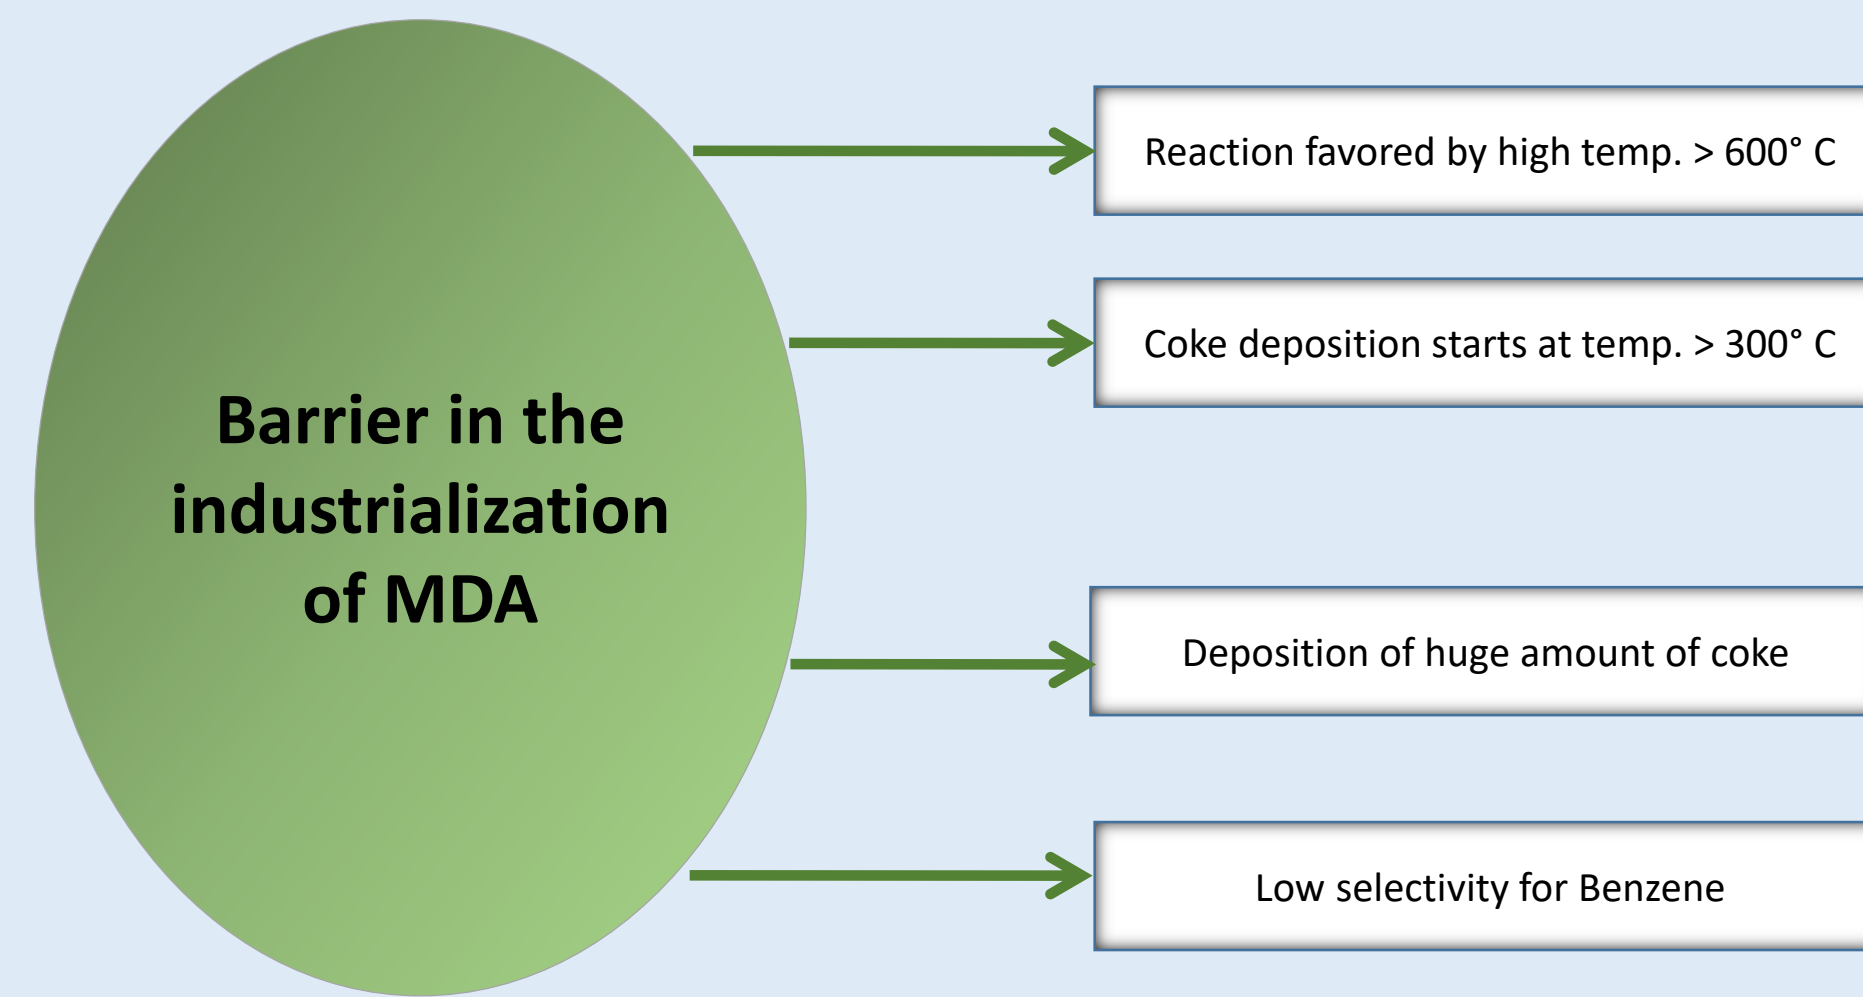 Barrier in the
industrialization
of MDA
Reaction favored by high temp. > 600° C
Coke deposition starts at temp. > 300° C
Deposition of huge amount of coke
Low selectivity for Benzene